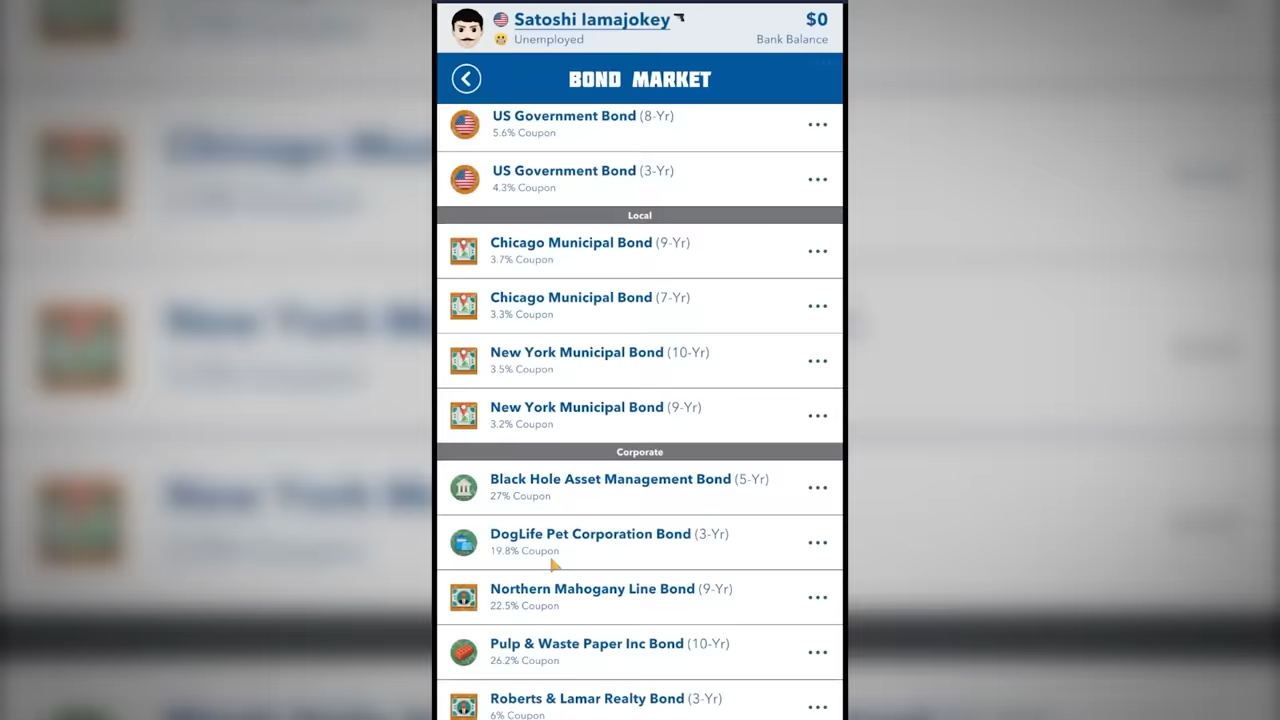 Satoshi Iamajokey
$0
Unemployed
Bank Balance
BOND MARKET
US Government Bond (8-Yr)
5.6% Coupon
US Government Bond (3-Yr)
4.3% Coupon
Local
Chicago Municipal Bond (9-Yr)
3.7% Coupon
Chicago Municipal Bond (7-Yr)
3.3% Coupon
New York Municipal Bond (10-Yr)
3.5% Coupon
New York Municipal Bond (9-Yr)
3.2% Coupon
Corporate
Black Hole Asset Management Bond (5-Yr)
27% Coupon
DogLife Pet Corporation Bond (3-Yr)
19.8% Coupon
Northern Mahogany Line Bond (9-Yr)
22.5% Coupon
Pulp & Waste Paper Inc Bond (10-Yr)
26.2% Coupon
Roberts & Lamar Realty Bond (3-Yr)
6% Coupon